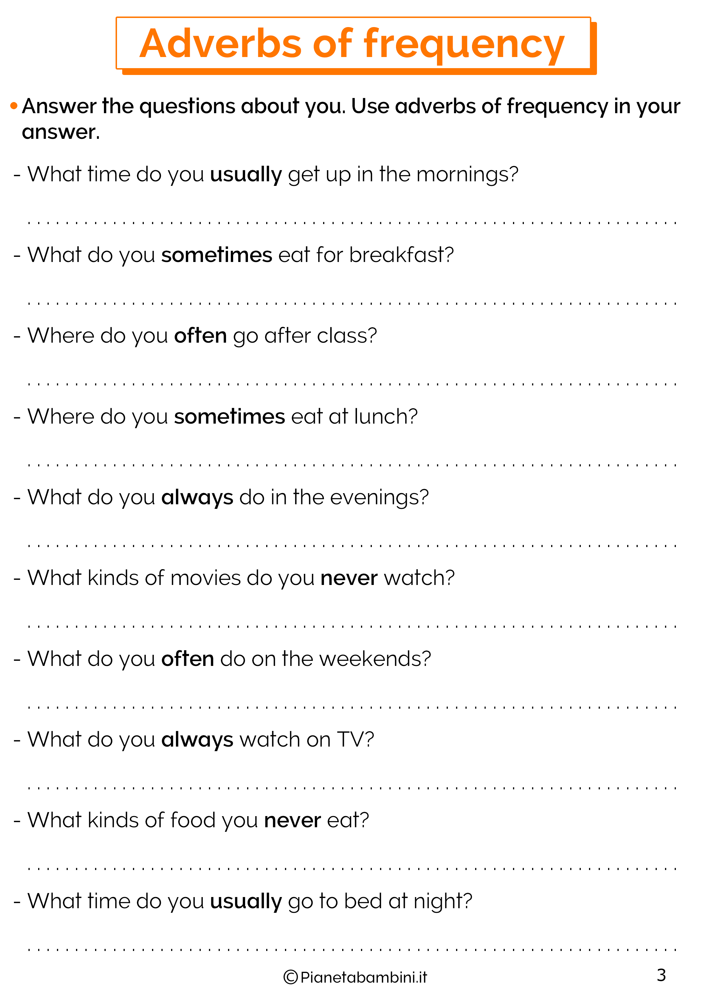 Adverbs of frequency
• Answer the questions about you. Use adverbs of frequency in your
answer.
- What time do you usually get up in the mornings?
- What do you sometimes eat for breakfast?
- Where do you often go after class?
- Where do you sometimes eat at lunch?
- What do you always do in the evenings?
- What kinds of movies do you never watch?
- What do you often do on the weekends?
- What do you always watch on TV?
- What kinds of food you never eat?
- What time do you usually go to bed at night?
©Pianetabambini.it
3